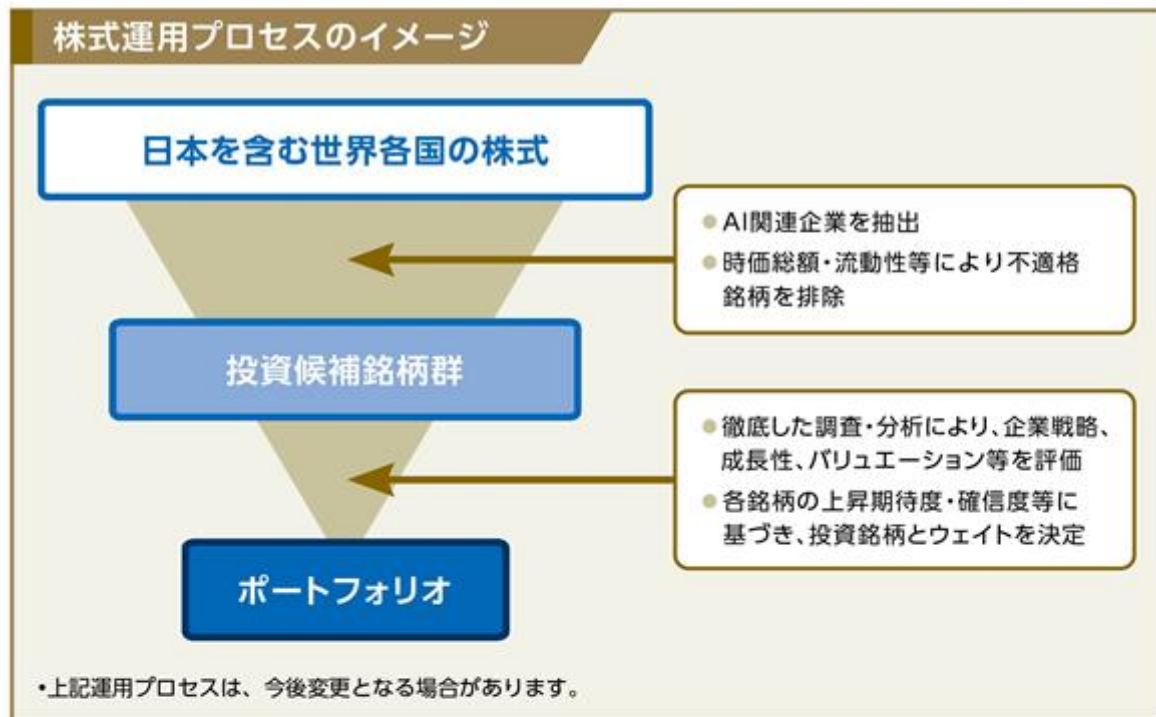 株式運用プロセスのイメージ
日本を含む世界各国の株式
●AI関連企業を抽出
●時価総額・流動性等により不適格
銘柄を排除
投資候補銘柄群
●徹底した調査・分析により、企業戦略、
成長性、バリュエーション等を評価
●各銘柄の上昇期待度・確信度等に
基づき、投資銘柄とウェイトを決定
ポートフォリオ
•上記運用プロセスは、今後変更となる場合があります。